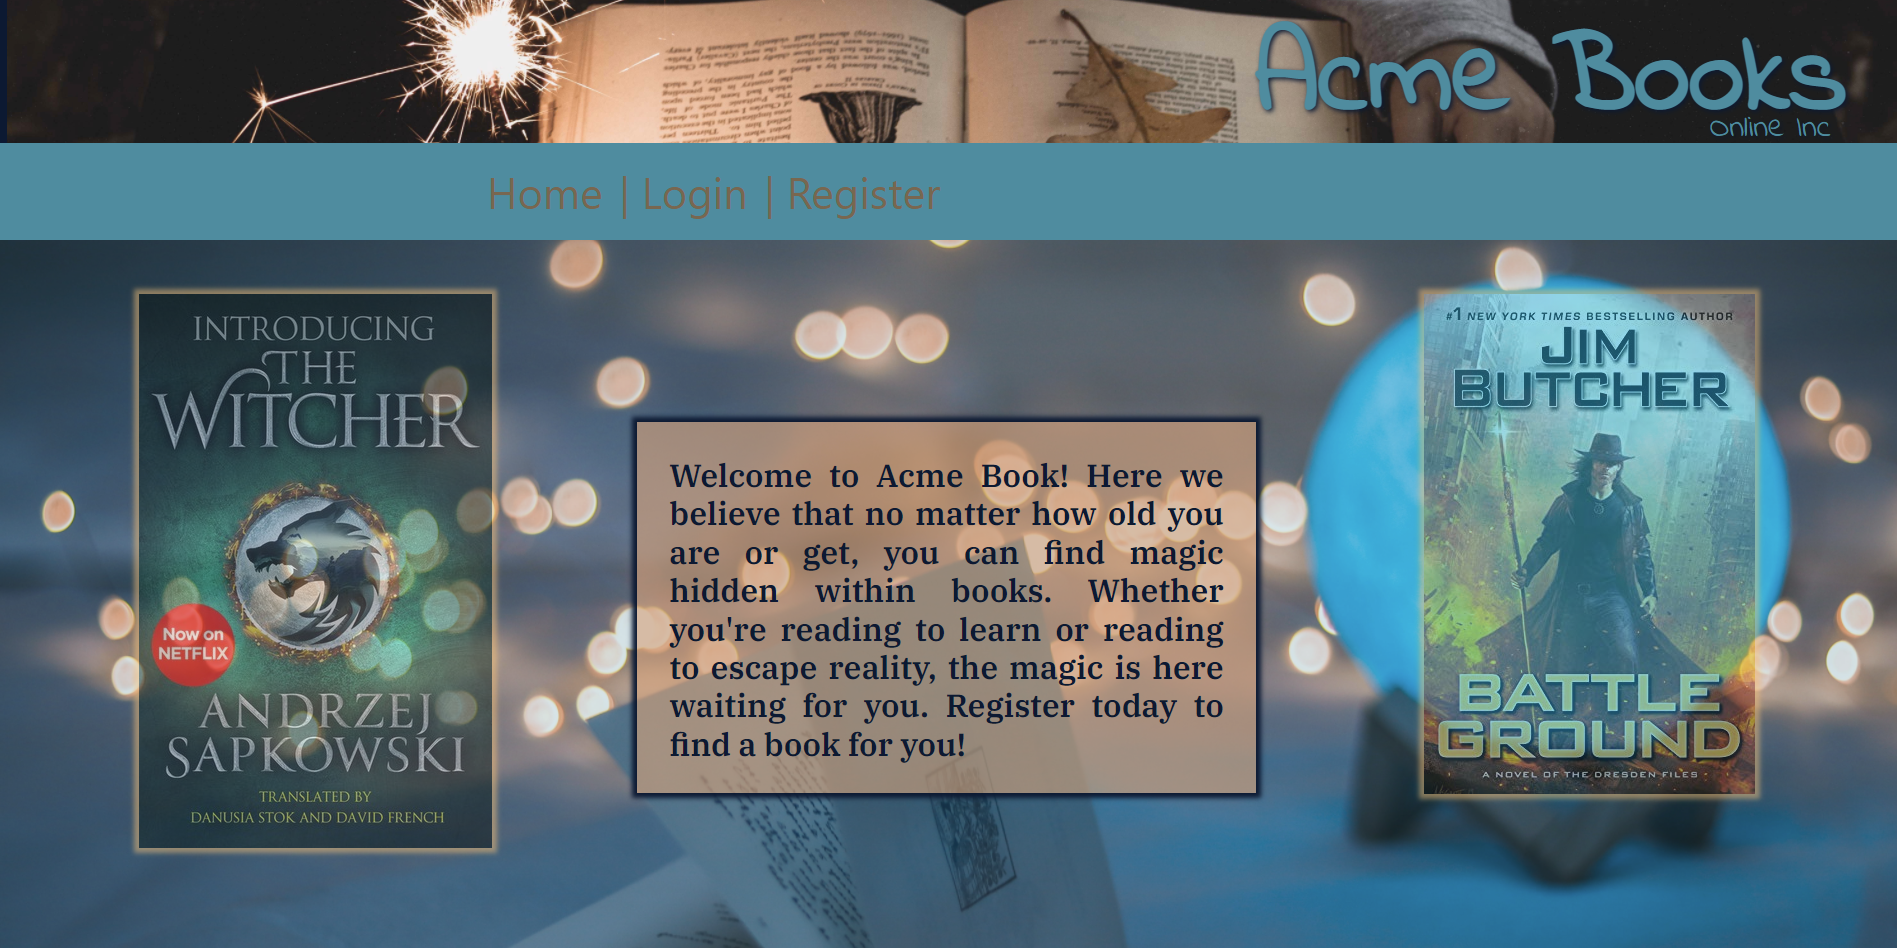 Acme Books
Online Inc
Home | Login | Register
INTRODUCING
THE
WITCHER
Now on
NETFLIX
ANDRZEJ
SAPKOWSKI
TRANSLATED BY
DANUSIA STOK AND DAVID FRENCH
Welcome to Acme Book! Here we
believe that no matter how old you
are or get, you can find magic
hidden within books. Whether
you're reading to learn or reading
to escape reality, the magic is here
waiting for you. Register today to
find a book for you!
#1 NEW YORK TIMES BESTSELLING AUTHOR
JIM
BUTCHER
BATTLE
GROUND
A NOVEL OF THE DRESDEN FILES